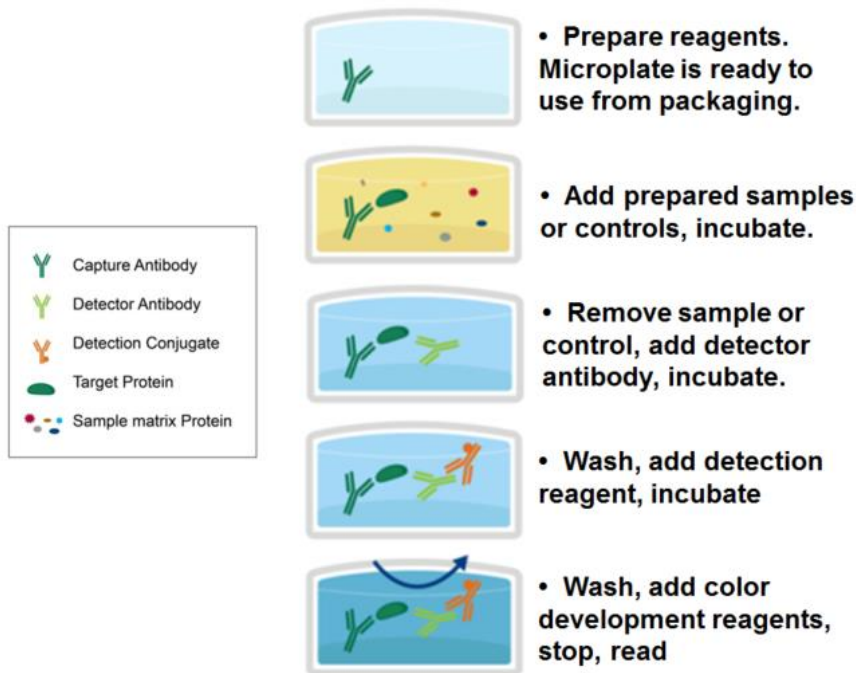 • Prepare reagents.
Microplate is ready to
use from packaging.
• Add prepared samples
or controls, incubate.
Capture Antibody
Detector Antibody
Detection Conjugate
Target Protein
Sample matrix Protein
• Remove sample or
control, add detector
antibody, incubate.
• Wash, add detection
reagent, incubate
• Wash, add color
development reagents,
stop, read